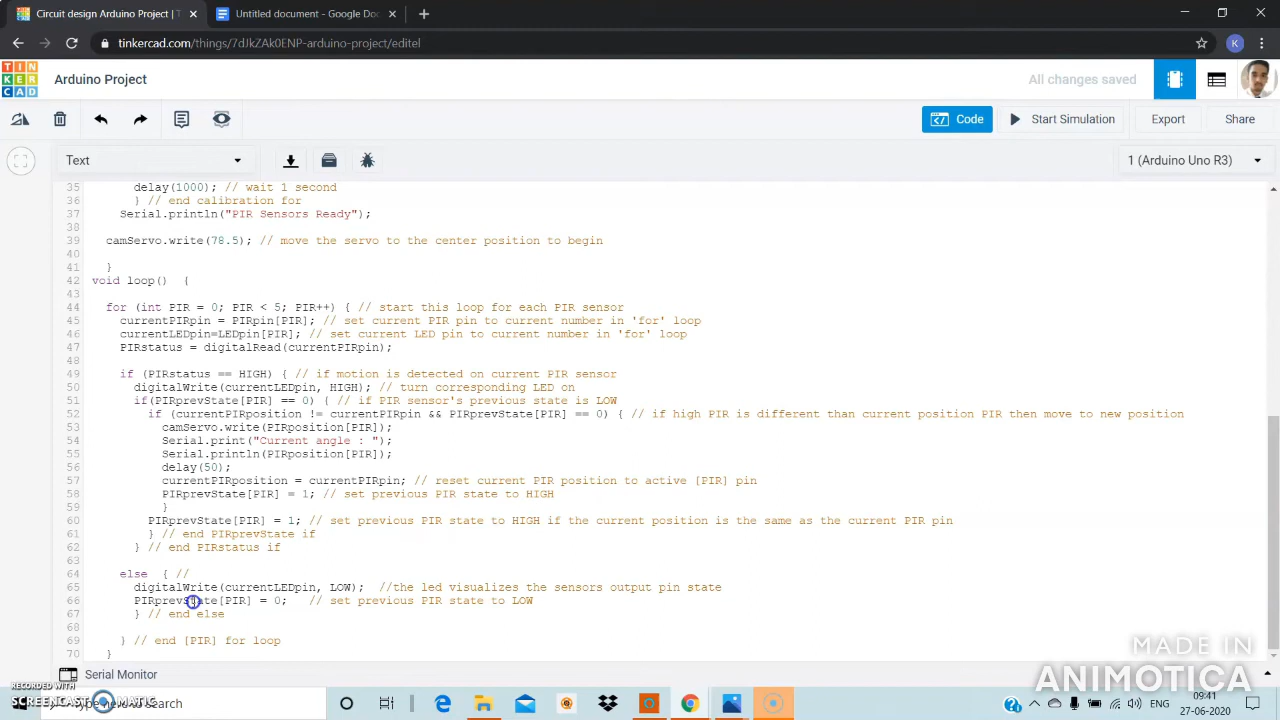 Circuit design Arduino Project | T
Untitled document - Google Doc
tinkercad.com/things/7dJkZAk0ENP-arduino-project/editel
K
TIN
KER
CAD
Arduino Project
All changes saved
Code
Start Simulation
Export
Share
Text
1 (Arduino Uno R3)
35 delay(1000); // wait 1 second
36 } // end calibration for
37 Serial.println("PIR Sensors Ready");
38
39 camServo.write(78.5); // move the servo to the center position to begin
40
41 }
42 void loop() {
43
44 for (int PIR = 0; PIR < 5; PIR++) { // start this loop for each PIR sensor
45 currentPIRpin = PIRpin[PIR]; // set current PIR pin to current number in 'for' loop
46 currentLEDpin=LEDpin[PIR]; // set current LED pin to current number in 'for' loop
47 PIRstatus = digitalRead(currentPIRpin);
48
49 if (PIRstatus == HIGH) { // if motion is detected on current PIR sensor
50 digitalWrite(currentLEDpin, HIGH); // turn corresponding LED on
51 if(PIRprevState[PIR] == 0) { // if PIR sensor's previous state is LOW
52 if (currentPIRposition != currentPIRpin && PIRprevState[PIR] == 0) { // if high PIR is different than current position PIR then move to new position
53 camServo.write(PIRposition[PIR]);
54 Serial.print("Current angle : ");
55 Serial.println(PIRposition[PIR]);
56 delay(50);
57 currentPIRposition = currentPIRpin; // reset current PIR position to active [PIR] pin
58 PIRprevState[PIR] = 1; // set previous PIR state to HIGH
59 }
60 PIRprevState[PIR] = 1; // set previous PIR state to HIGH if the current position is the same as the current PIR pin
61 } // end PIRprevState if
62 } // end PIRstatus if
63
64 else { //
65 digitalWrite(currentLEDpin, LOW); //the led visualizes the sensors output pin state
66 PIRprevState[PIR] = 0; // set previous PIR state to LOW
67 } // end else
68
69 } // end [PIR] for loop
70 }
Serial Monitor
MADE IN
ANIMOTICA
RECORDED WITH
SCREENCAST MATIC
here to search
ENG
09:41
27-06-2020